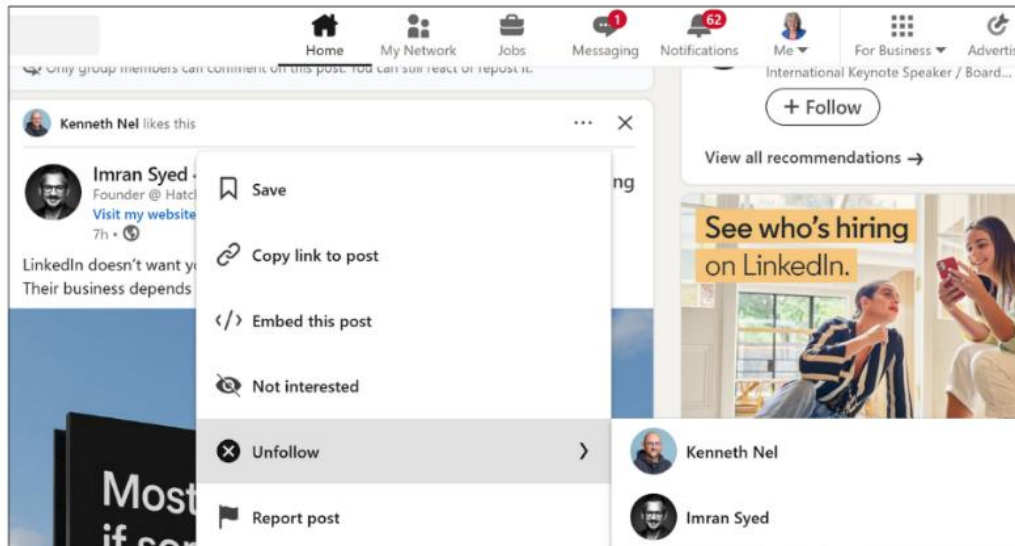 1
62
Home
My Network
Jobs
Messaging
Notifications
Me
For Business
Advertis
Only group members can comment on this post. You can still react or repost it.
International Keynote Speaker / Board...
+ Follow
View all recommendations →
Kenneth Nel likes this
Imran Syed
Founder @ Hatcl
Visit my website
7h •
ng
LinkedIn doesn't want y
Their business depends
Save
Copy link to post
</> Embed this post
Not interested
Unfollow
Report post
Kenneth Nel
Imran Syed
See who's hiring
on LinkedIn.
Most
if